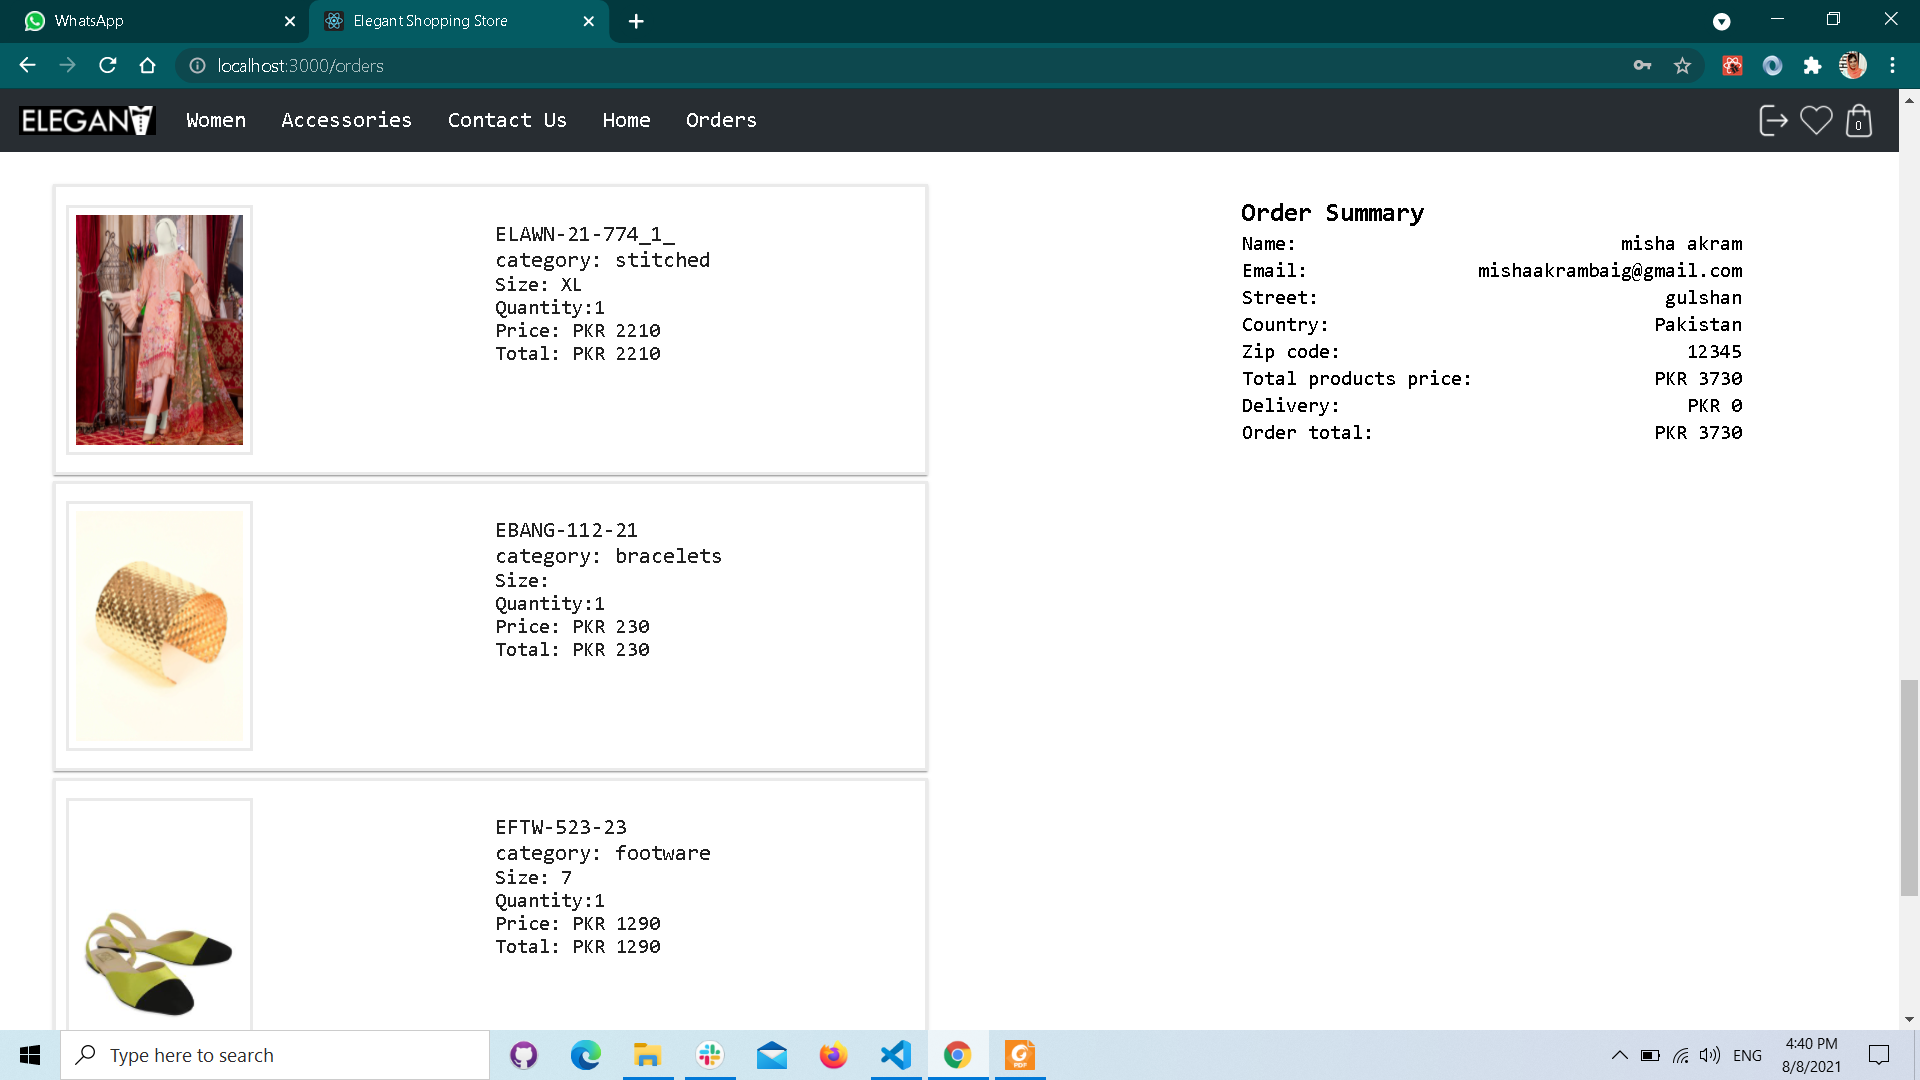 WhatsApp
Elegant Shopping Store
localhost:3000/orders
ELEGANT
Women Accessories Contact Us Home Orders
0
ELAWN-21-774_1_
category: stitched
Size: XL
Quantity:1
Price: PKR 2210
Total: PKR 2210
EBANG-112-21
category: bracelets
Size:
Quantity:1
Price: PKR 230
Total: PKR 230
EFTW-523-23
category: footware
Size: 7
Quantity:1
Price: PKR 1290
Total: PKR 1290
Order Summary
Name: misha akram
Email: mishaakrambaig@gmail.com
Street: gulshan
Country: Pakistan
Zip code: 12345
Total products price: PKR 3730
Delivery: PKR 0
Order total: PKR 3730
Type here to search
PDF
ENG
4:40 PM
8/8/2021